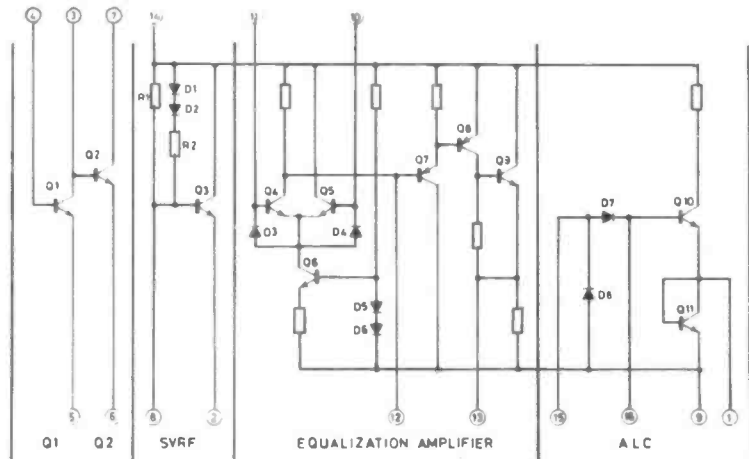 4 3 7 14 11 10
D1
R1
D2
R2
Q8
Q2
Q7
Q9
Q1
Q3
Q4
Q5
D7
Q10
D3
D4
Q6
D5
D8
D6
Q11
5 6 8 2 12 13 15 16 9 1
Q1 Q2 SVRF EQUALIZATION AMPLIFIER ALC